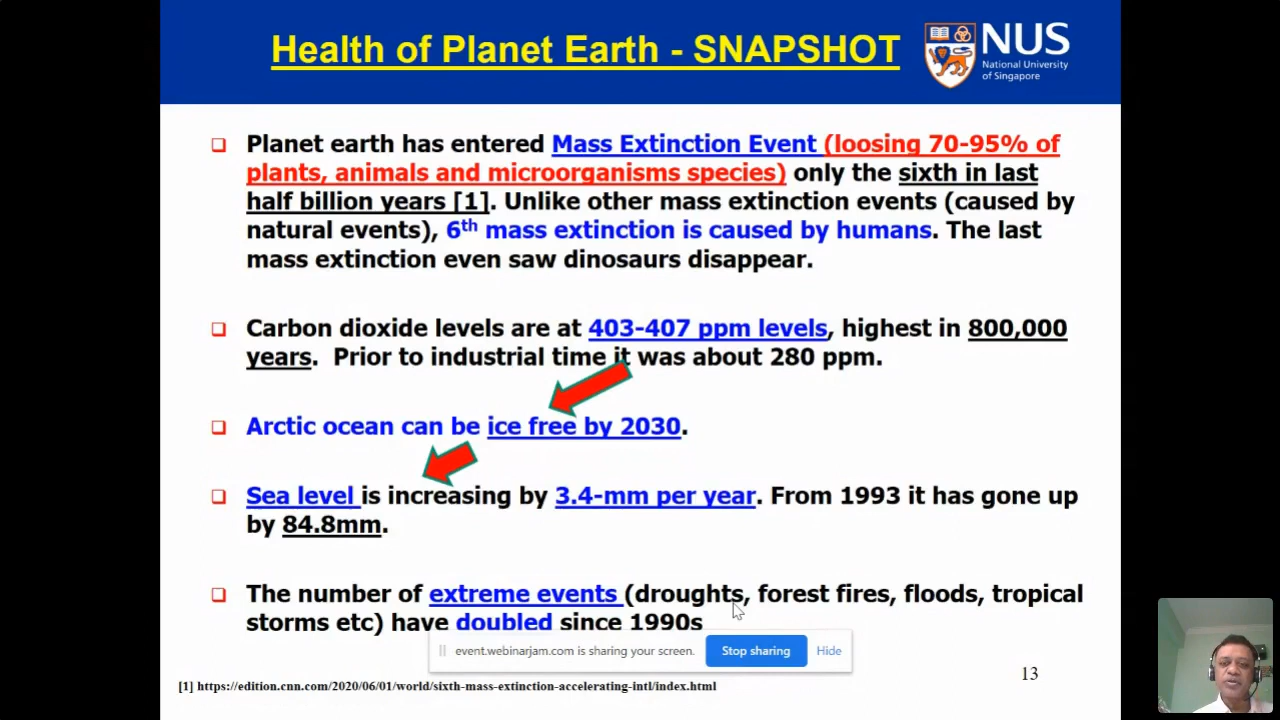 Health of Planet Earth - SNAPSHOT
NUS
National University
of Singapore
Planet earth has entered Mass Extinction Event (loosing 70-95% of
plants, animals and microorganisms species) only the sixth in last
half billion years [1]. Unlike other mass extinction events (caused by
natural events), 6th mass extinction is caused by humans. The last
mass extinction even saw dinosaurs disappear.
Carbon dioxide levels are at 403-407 ppm levels, highest in 800,000
years. Prior to industrial time it was about 280 ppm.
Arctic ocean can be ice free by 2030.
Sea level is increasing by 3.4-mm per year. From 1993 it has gone up
by 84.8mm.
The number of extreme events (droughts, forest fires, floods, tropical
storms etc) have doubled since 1990s
event.webinarjam.com is sharing your screen. Stop sharing Hide
13
[1] https://edition.cnn.com/2020/06/01/world/sixth-mass-extinction-accelerating-intl/index.html